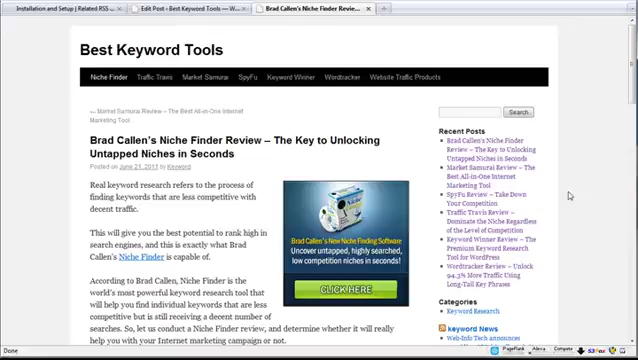 Installation and Setup | Related RSS ...
Edit Post ‹ Best Keyword Tools — W...
Brad Callen's Niche Finder Revie...
Best Keyword Tools
Niche Finder Traffic Travis Market Samurai SpyFu Keyword Winner Wordtracker Website Traffic Products
← Market Samurai Review – The Best All-in-One Internet
Marketing Tool
Brad Callen's Niche Finder Review – The Key to Unlocking
Untapped Niches in Seconds
Posted on June 21, 2011 by Keyword
Real keyword research refers to the process of
finding keywords that are less competitive with
decent traffic.
This will give you the best potential to rank high in
search engines, and this is exactly what Brad
Callen's Niche Finder is capable of.
According to Brad Callen, Niche Finder is the
world's most powerful keyword research tool that
will help you find individual keywords that are less
competitive but is still receiving a decent number of
searches. So, let us conduct a Niche Finder review, and determine whether it will really
help you with your Internet marketing campaign or not.
Brad Callen's New Niche Finding Software
Uncover untapped, highly searched,
low competition niches in seconds!
CLICK HERE
Search
Recent Posts
Brad Callen's Niche Finder
Review – The Key to Unlocking
Untapped Niches in Seconds
Market Samurai Review – The
Best All-in-One Internet
Marketing Tool
SpyFu Review – Take Down
Your Competition
Traffic Travis Review –
Dominate the Niche Regardless
of the Level of Competition
Keyword Winner Review – The
Premium Keyword Research
Tool for WordPress
Wordtracker Review – Unlock
94.3% More Traffic Using
Long-Tail Key Phrases
Categories
Keyword Research
keyword News
Web-Info Tech announces
Done
PageRank Alexa Compete